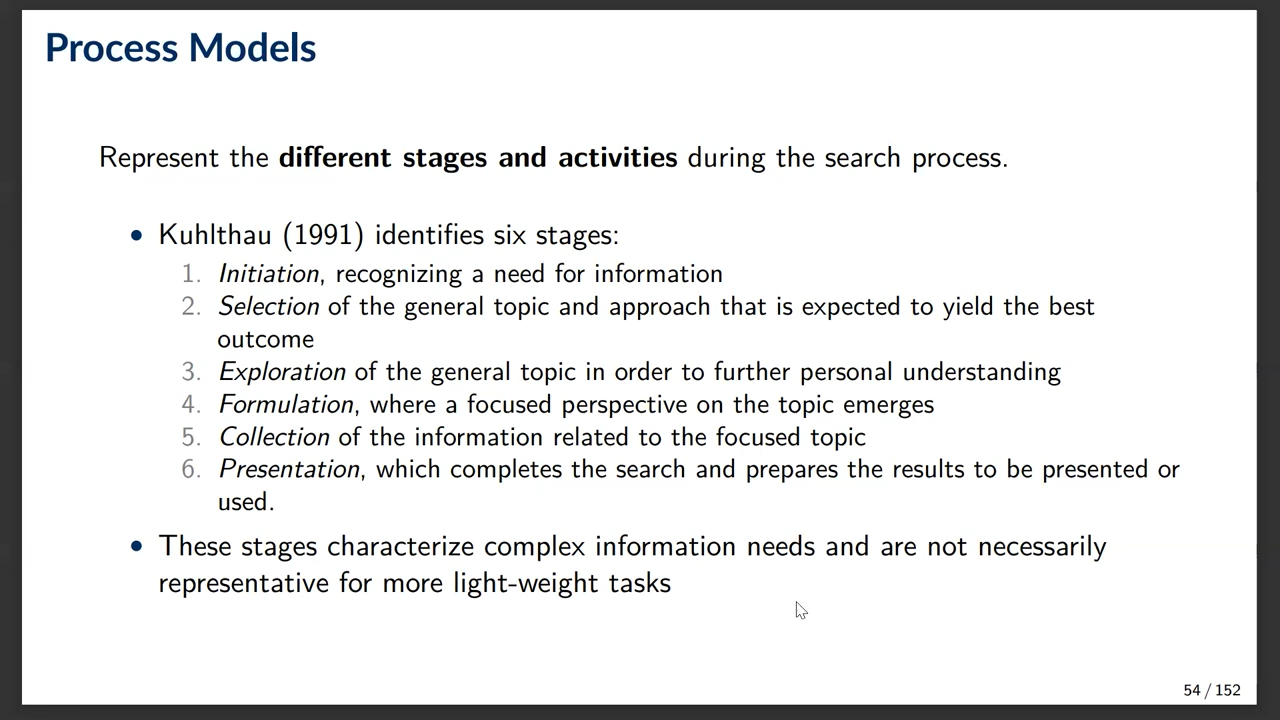 Process Models
Represent the different stages and activities during the search process.
• Kuhlthau (1991) identifies six stages:
1. Initiation, recognizing a need for information
2. Selection of the general topic and approach that is expected to yield the best
outcome
3. Exploration of the general topic in order to further personal understanding
4. Formulation, where a focused perspective on the topic emerges
5. Collection of the information related to the focused topic
6. Presentation, which completes the search and prepares the results to be presented or
used.
• These stages characterize complex information needs and are not necessarily
representative for more light-weight tasks
54 / 152